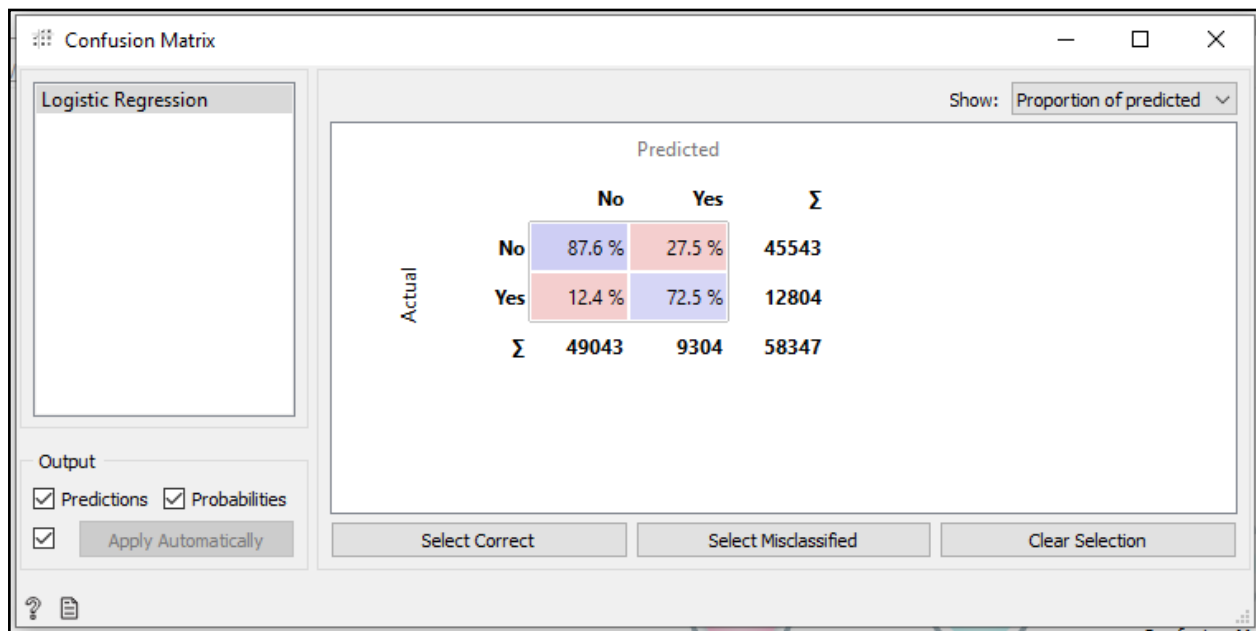 Confusion Matrix
Logistic Regression
Show: Proportion of predicted
Predicted
No Yes Σ
No 87.6 % 27.5 % 45543
Actual
Yes 12.4 % 72.5 % 12804
Σ 49043 9304 58347
Output
Predictions Probabilities
Apply Automatically
Select Correct Select Misclassified Clear Selection
?